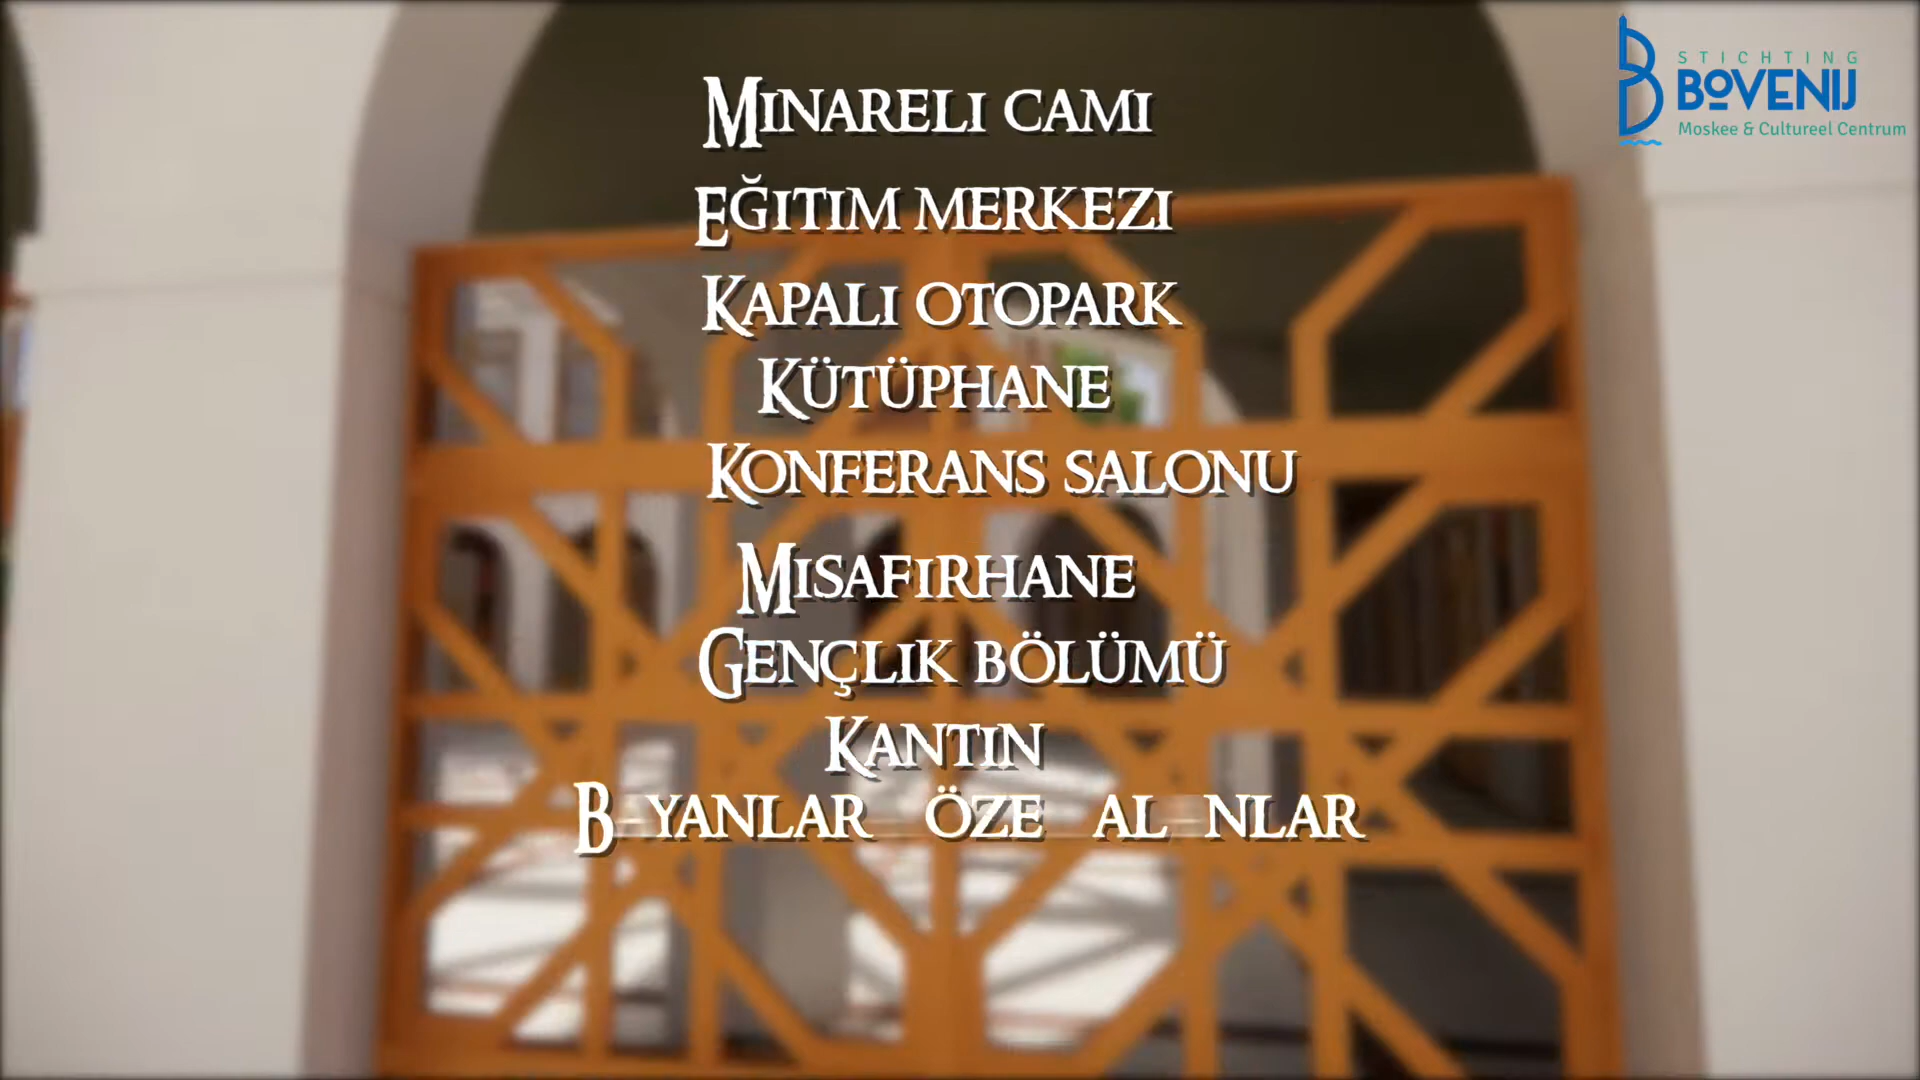 STICHTING
BOVENIJ
Moskee & Cultureel Centrum
MINARELI CAMI
EĞITIM MERKEZI
KAPALI OTOPARK
KÜTÜPHANE
KONFERANS SALONU
MISAFIRHANE
GENÇLIK BÖLÜMÜ
KANTIN